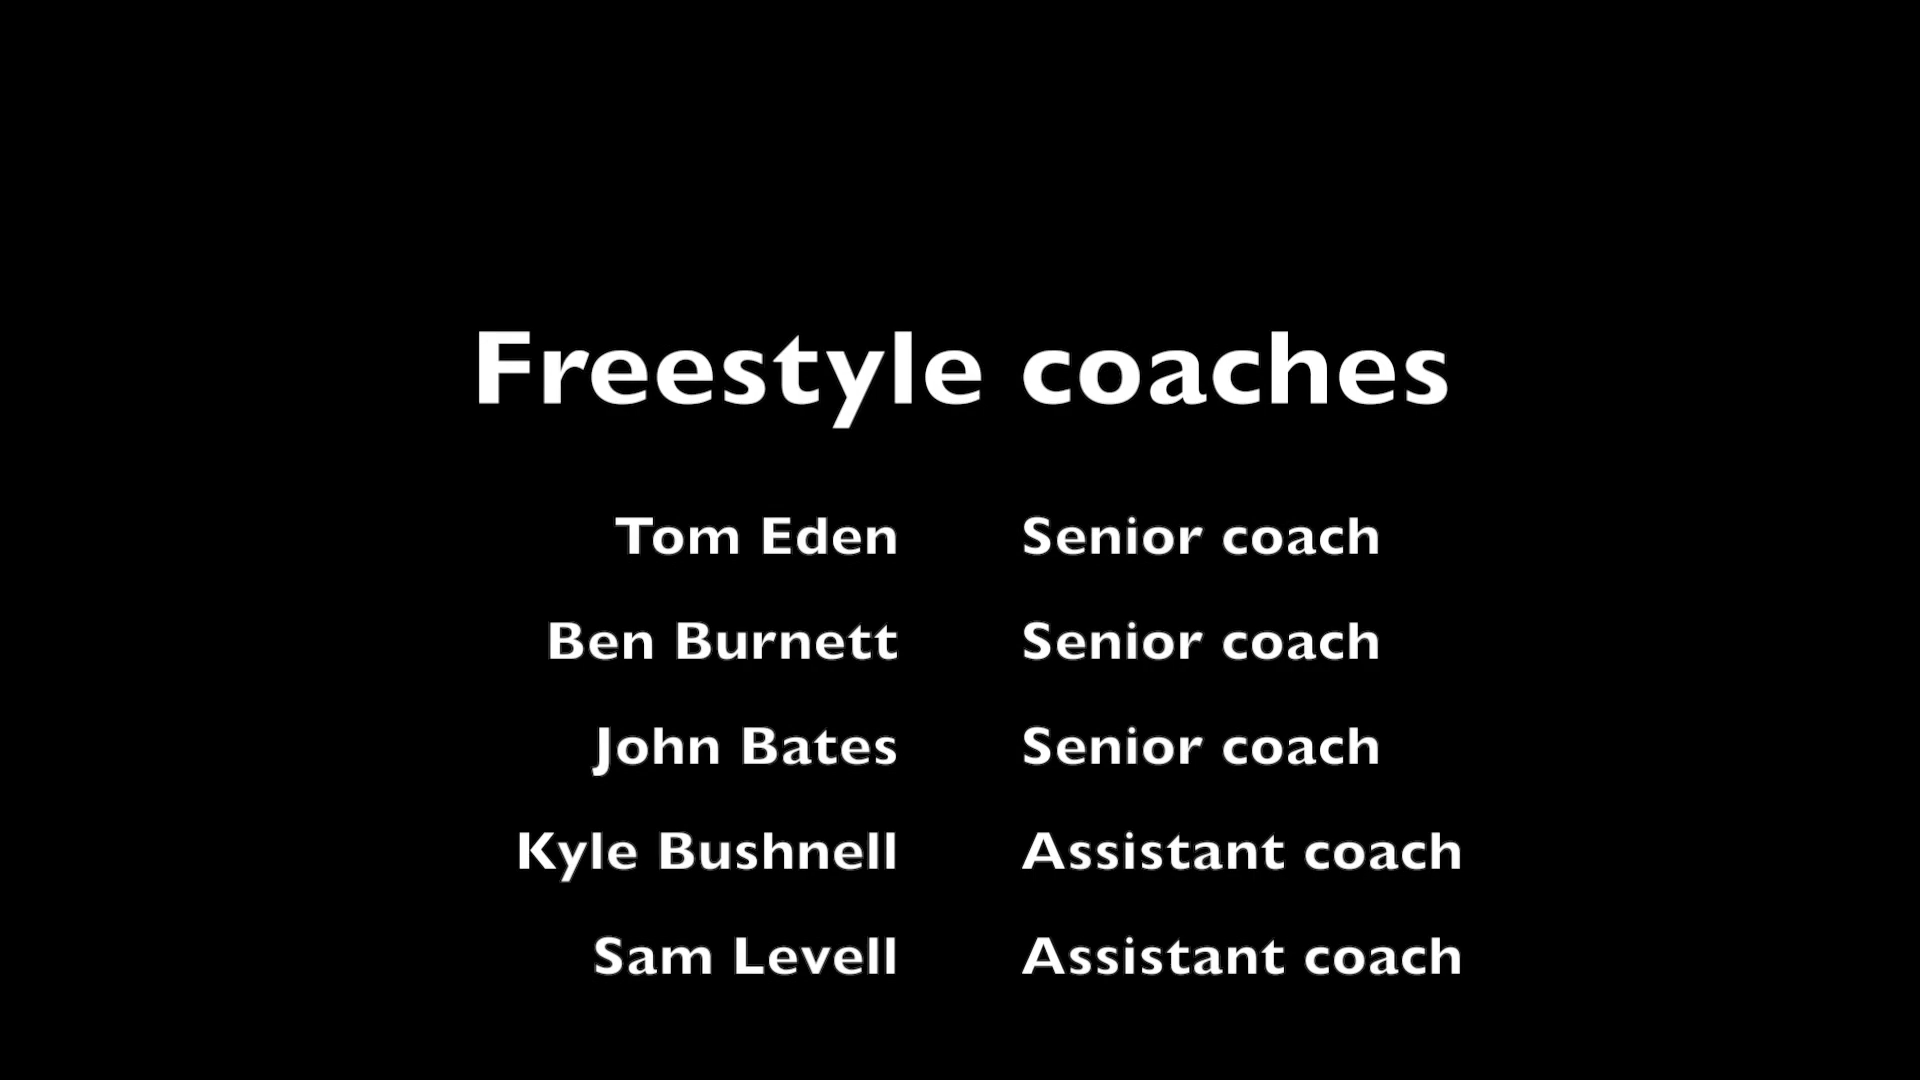 Freestyle coaches
Tom Eden Senior coach
Ben Burnett Senior coach
John Bates Senior coach
Kyle Bushnell Assistant coach
Sam Levell Assistant coach